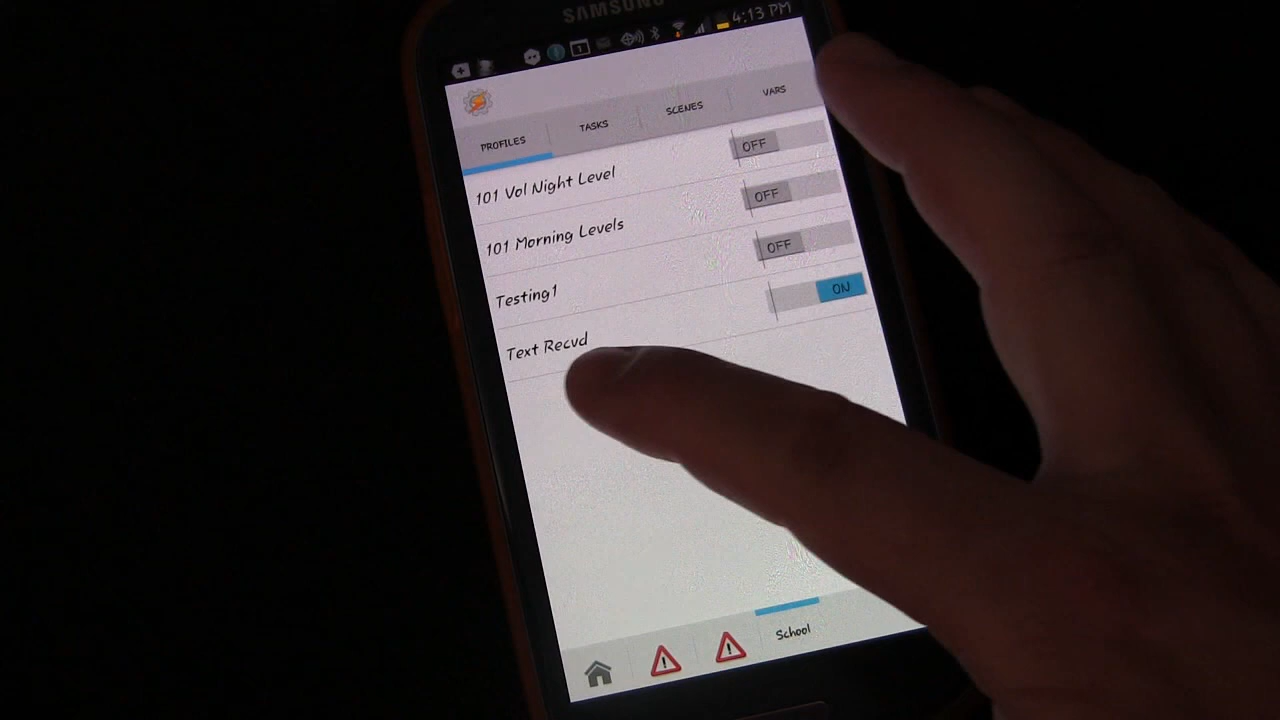 SAMSUNG
1 4:13 PM
PROFILES TASKS SCENES VARS
101 Vol Night Level OFF
101 Morning Levels OFF
Testing1 OFF
Text Recvd ON
School